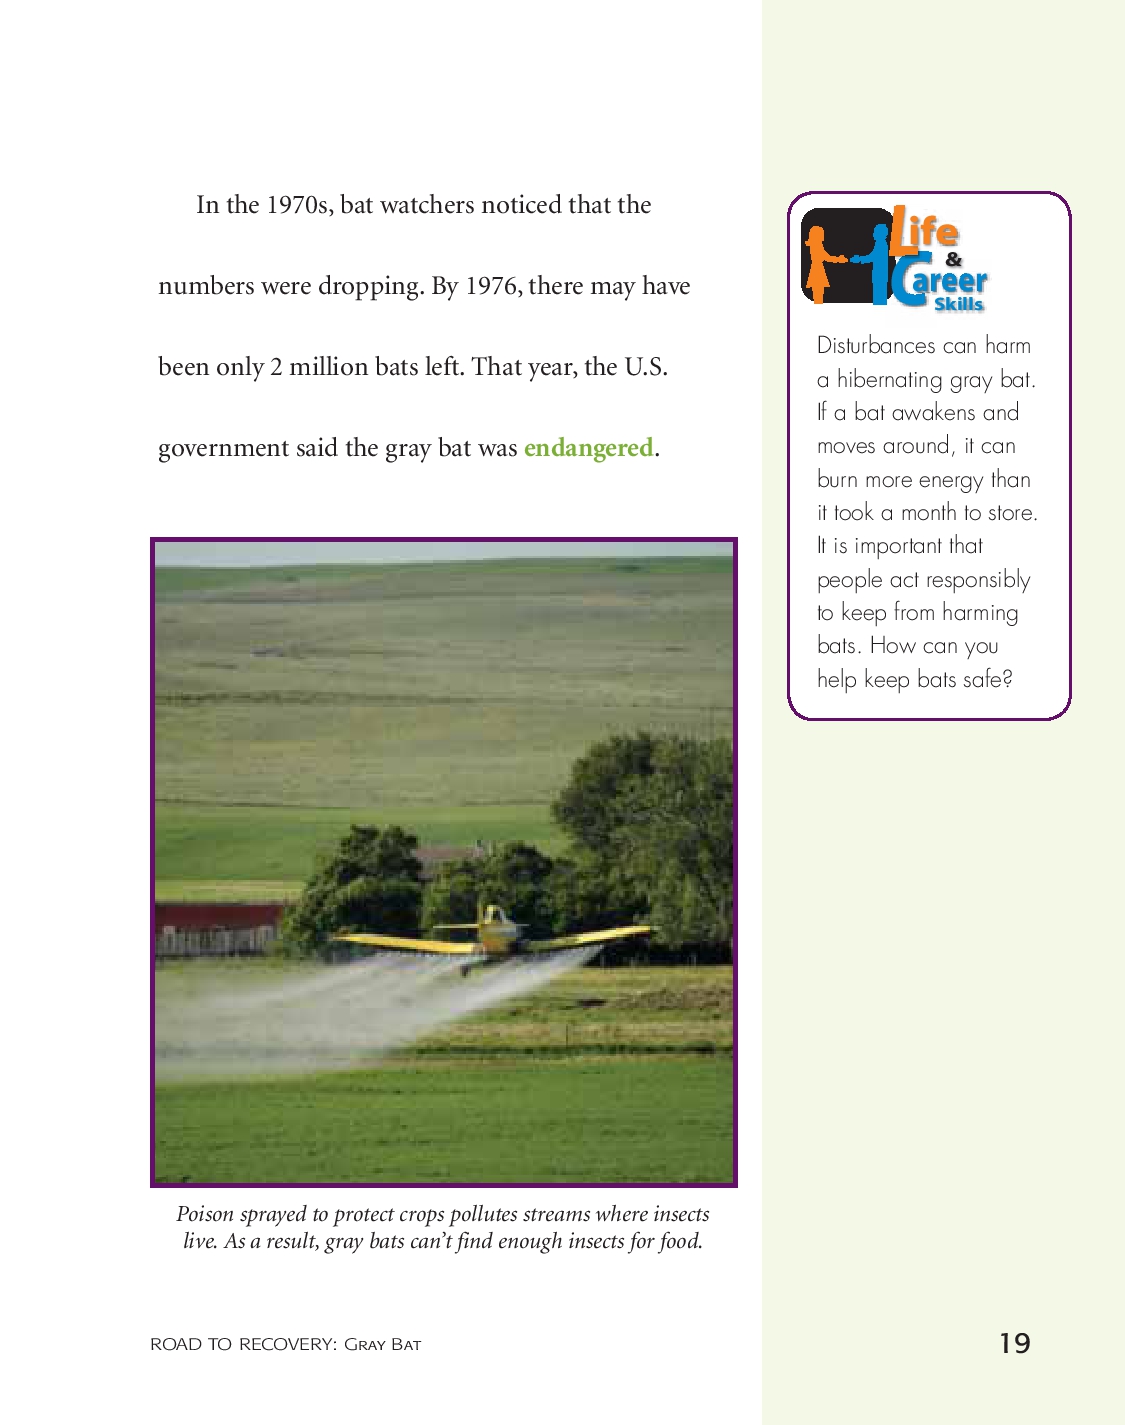 In the 1970s, bat watchers noticed that the
numbers were dropping. By 1976, there may have
been only 2 million bats left. That year, the U.S.
government said the gray bat was endangered.
Life
&
Career
Skills
Disturbances can harm
a hibernating gray bat.
If a bat awakens and
moves around, it can
burn more energy than
it took a month to store.
It is important that
people act responsibly
to keep from harming
bats. How can you
help keep bats safe?
Poison sprayed to protect crops pollutes streams where insects
live. As a result, gray bats can’t find enough insects for food.
ROAD TO RECOVERY: GRAY BAT
19